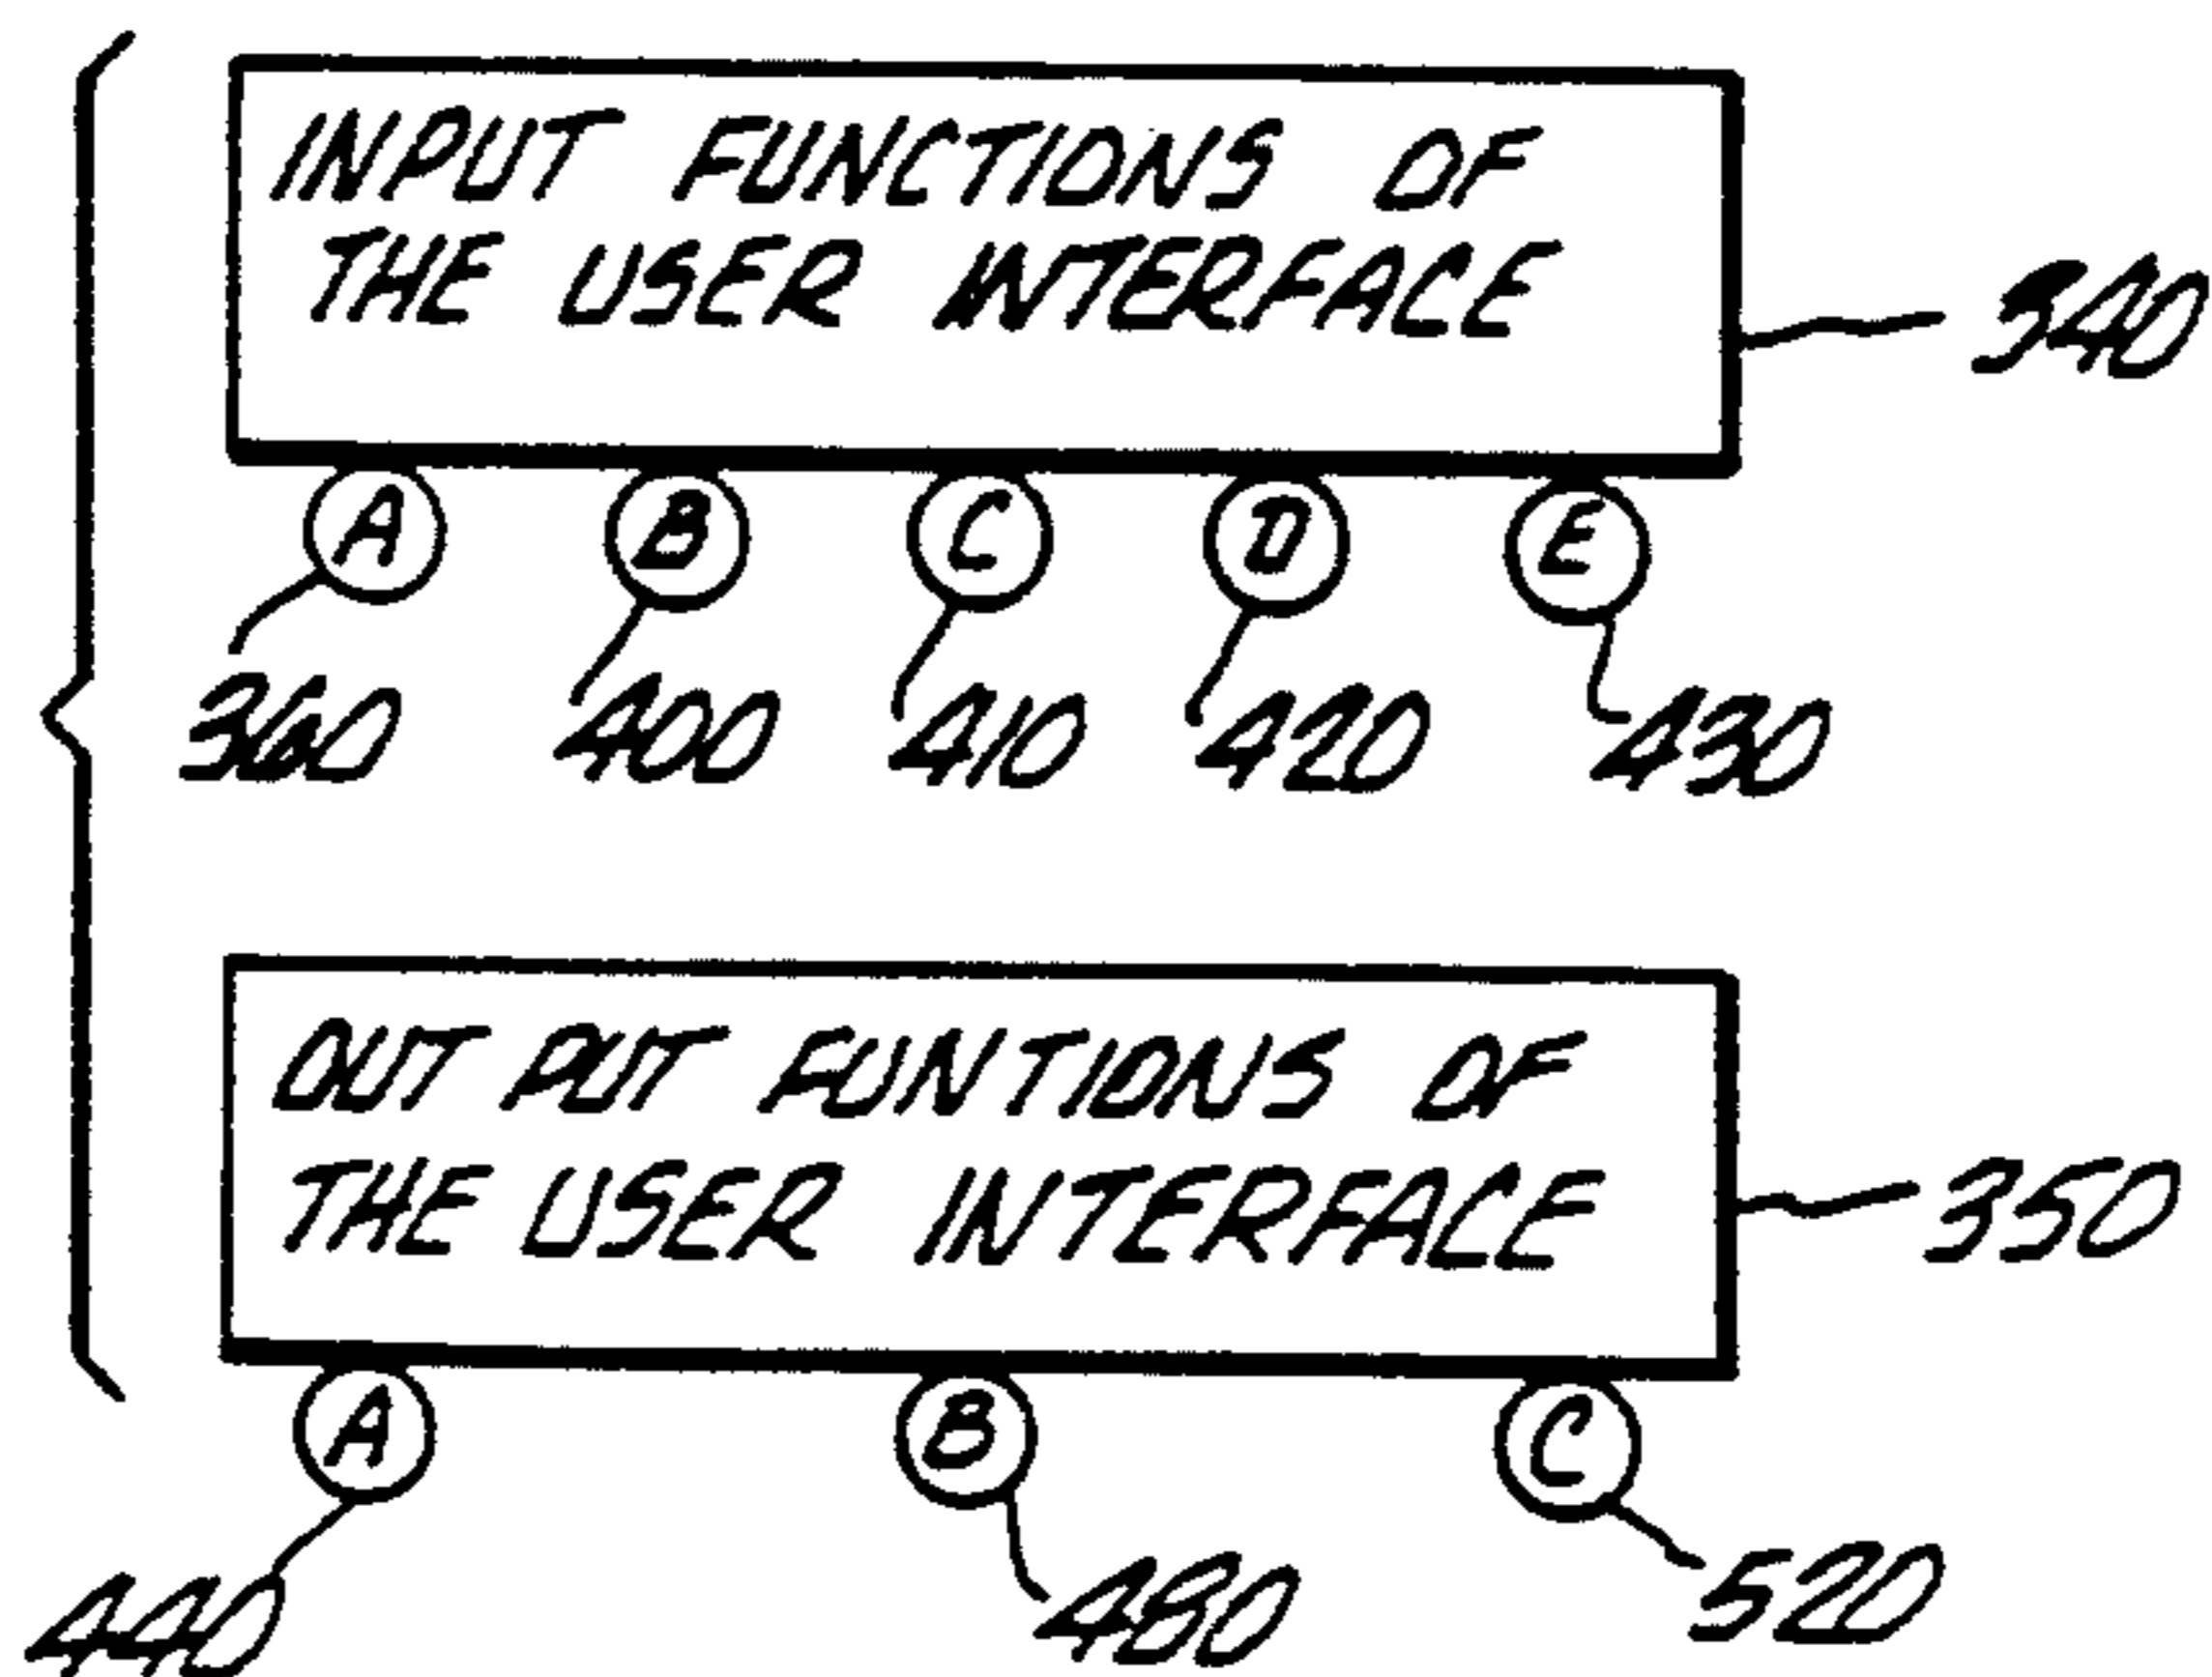 INPUT FUNCTIONS OF
THE USER INTERFACE
340
A B C D E
360 400 410 420 430
OUT PUT FUNTIONS OF
THE USER INTERFACE
350
A B C
440 480 520